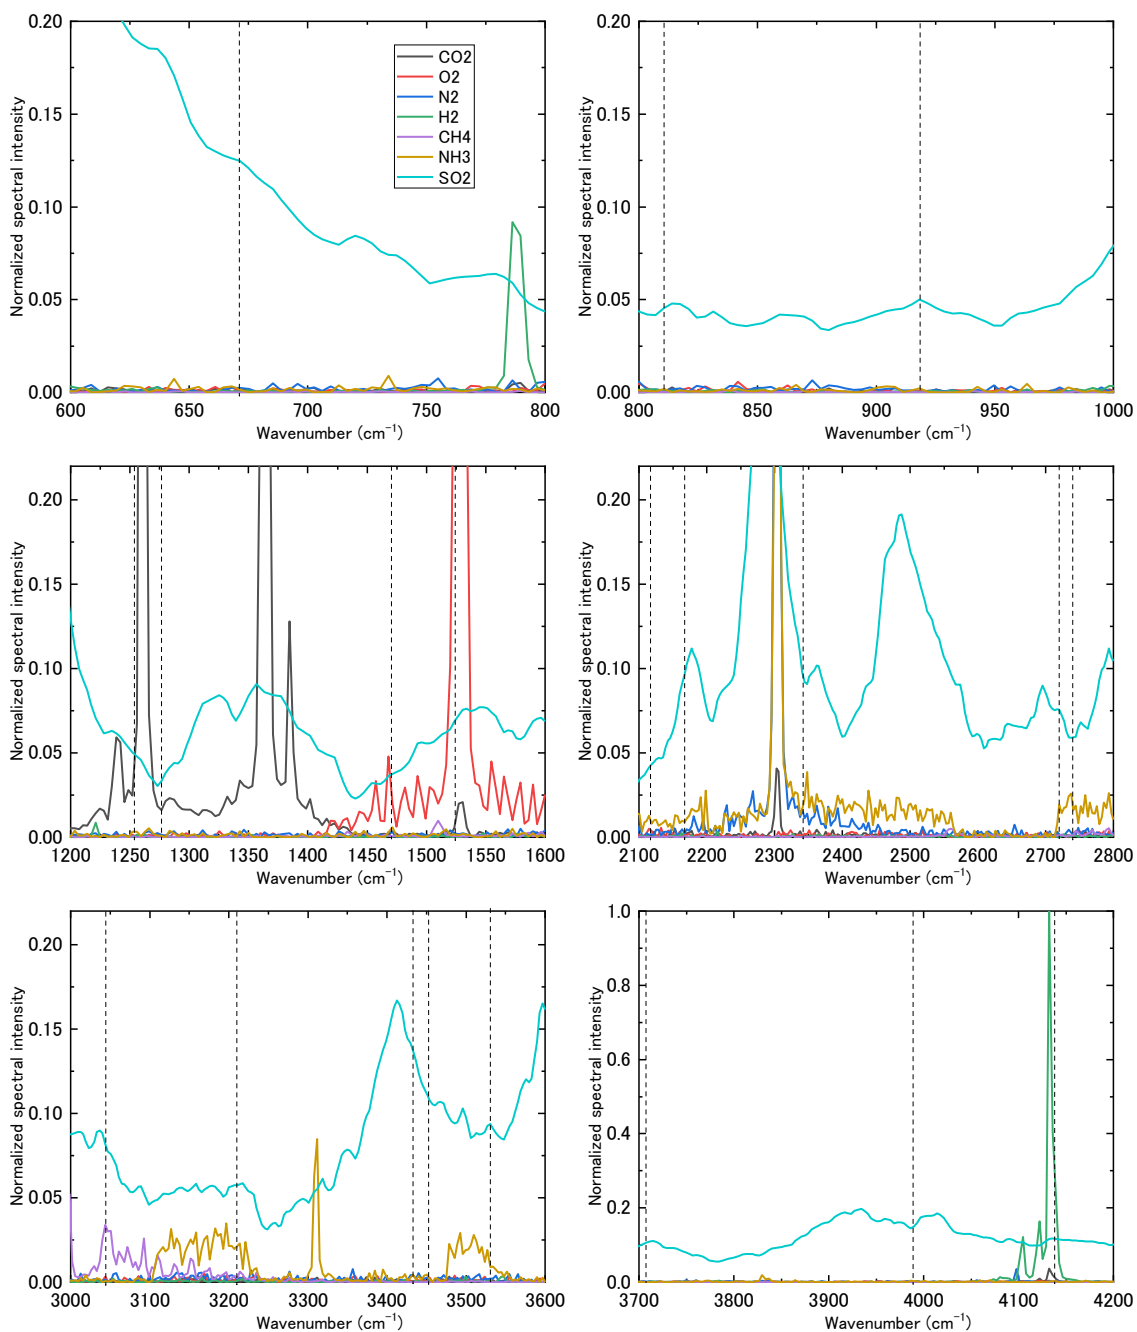 0.20
0.15
0.10
0.05
0.00
Normalized spectral intensity
600 650 700 750 800
Wavenumber (cm⁻¹)
CO2
O2
N2
H2
CH4
NH3
SO2
0.20
0.15
0.10
0.05
0.00
Normalized spectral intensity
800 850 900 950 1000
Wavenumber (cm⁻¹)
0.20
0.15
0.10
0.05
0.00
Normalized spectral intensity
1200 1250 1300 1350 1400 1450 1500 1550 1600
Wavenumber (cm⁻¹)
0.20
0.15
0.10
0.05
0.00
Normalized spectral intensity
2100 2200 2300 2400 2500 2600 2700 2800
Wavenumber (cm⁻¹)
0.20
0.15
0.10
0.05
0.00
Normalized spectral intensity
3000 3100 3200 3300 3400 3500 3600
Wavenumber (cm⁻¹)
1.0
0.8
0.6
0.4
0.2
0.0
Normalized spectral intensity
3700 3800 3900 4000 4100 4200
Wavenumber (cm⁻¹)